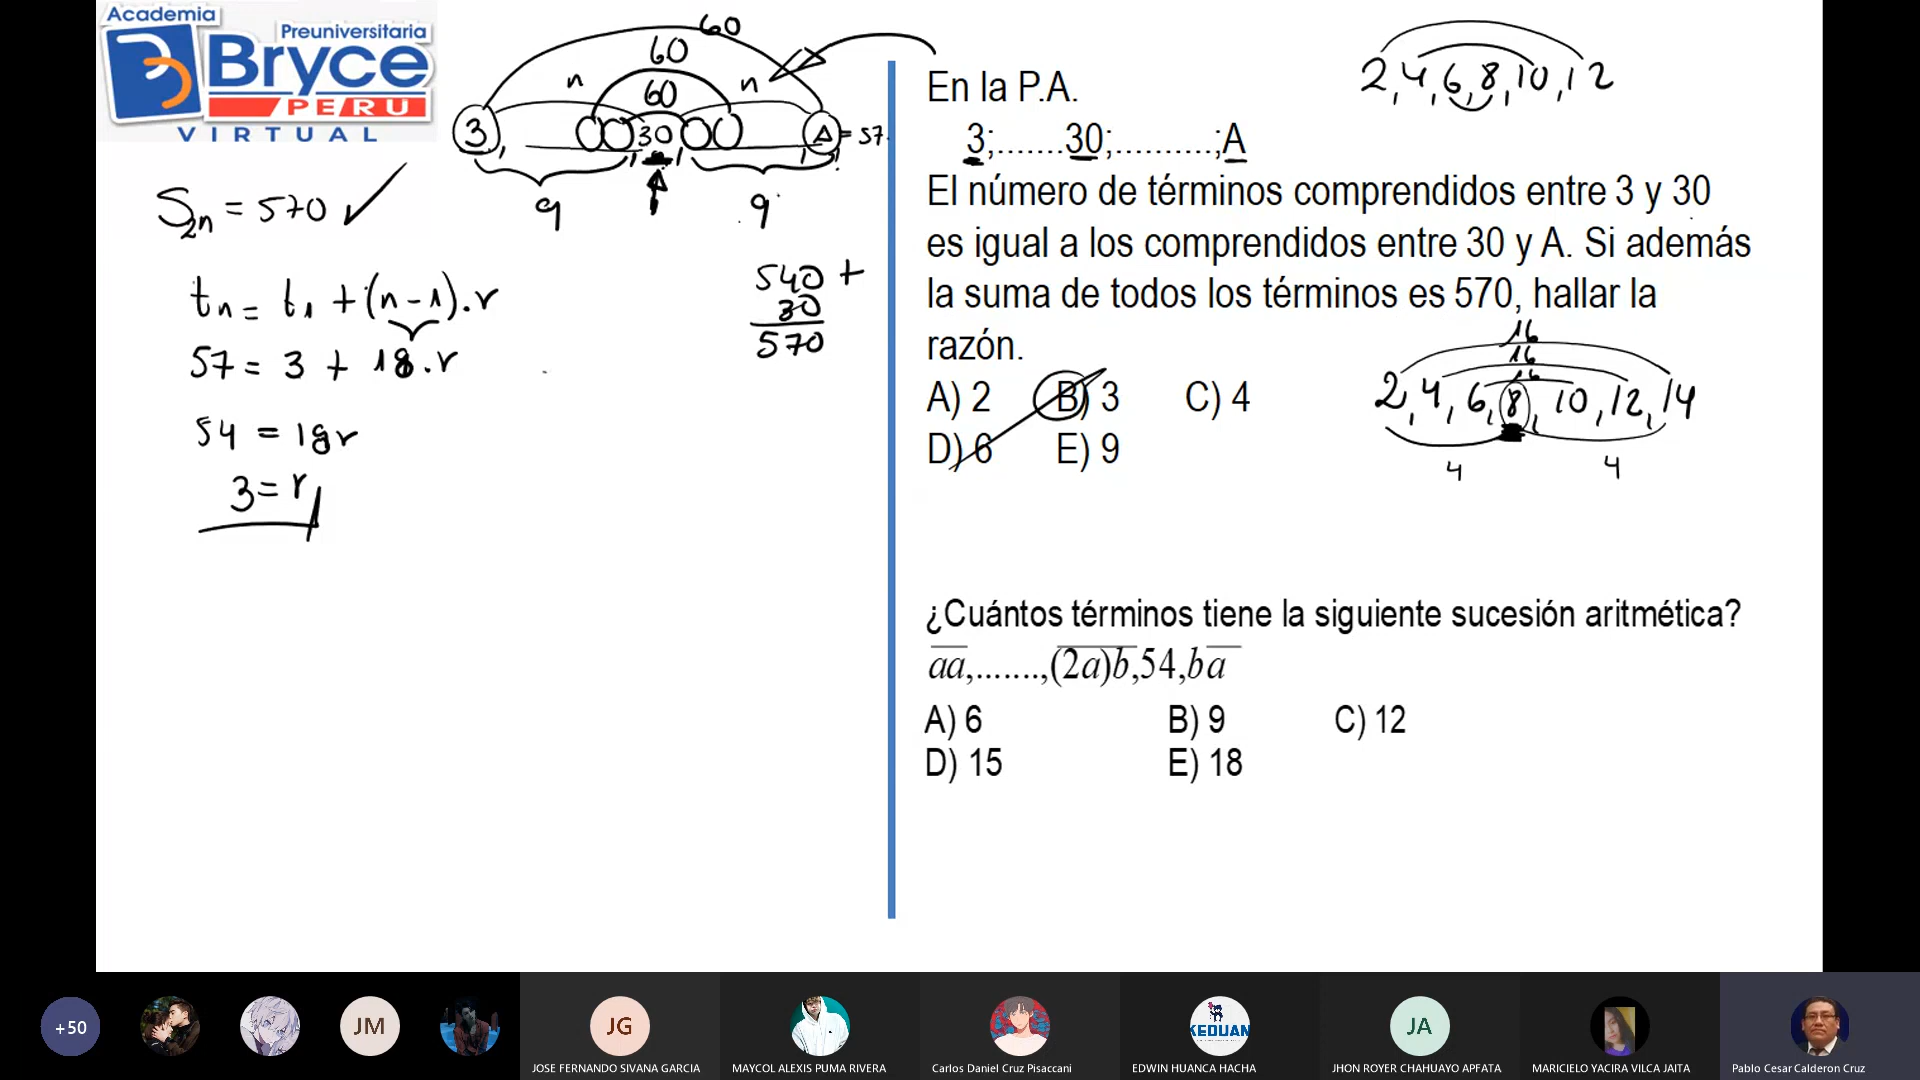 Academia
Preuniversitaria
Bryce
PERU
VIRTUAL
60
60
n 60 n
3, 30 A = 57
9 9
S2n = 570 ✓
tn = t1 + (n - 1).r
57 = 3 + 18.r
54 = 18r
3 = r
540 +
30
570
En la P.A.
3;.......30;..........;A
El número de términos comprendidos entre 3 y 30
es igual a los comprendidos entre 30 y A. Si además
la suma de todos los términos es 570, hallar la
razón.
A) 2 B) 3 C) 4
D) 6 E) 9
2, 4, 6, 8, 10, 12
16
16
16
2, 4, 6, 8, 10, 12, 14
4 4
¿Cuántos términos tiene la siguiente sucesión aritmética?
aa,.......,(2a)b,54,ba
A) 6 B) 9 C) 12
D) 15 E) 18
+50
JM
JG
KEDUAN
JA
JOSE FERNANDO SIVANA GARCIA
MAYCOL ALEXIS PUMA RIVERA
Carlos Daniel Cruz Pisaccani
EDWIN HUANCA HACHA
JHON ROYER CHAHUAYO APFATA
MARICIELO YACIRA VILCA JAITA
Pablo Cesar Calderon Cruz